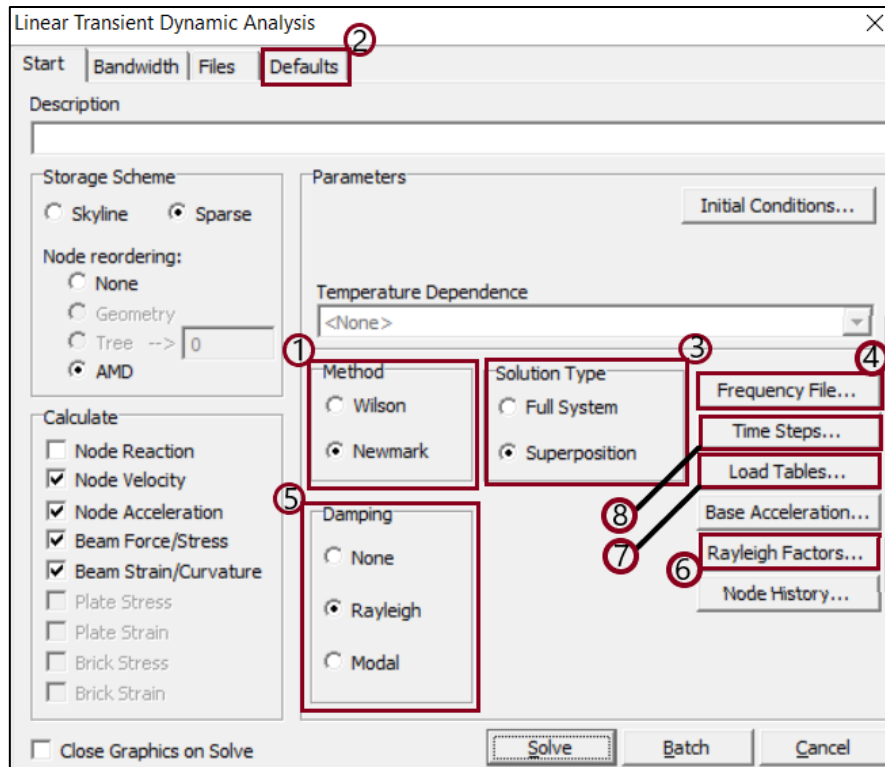 Linear Transient Dynamic Analysis
2
Start Bandwidth Files Defaults
Description
Storage Scheme
Skyline Sparse
Node reordering:
None
Geometry
Tree --> 0
AMD
Parameters
Initial Conditions...
Temperature Dependence
<None>
1
Method
Wilson
Newmark
3
Solution Type
Full System
Superposition
4
Frequency File...
Time Steps...
Load Tables...
8
Base Acceleration...
7
Rayleigh Factors...
6
Node History...
Calculate
Node Reaction
Node Velocity
Node Acceleration
Beam Force/Stress
Beam Strain/Curvature
Plate Stress
Plate Strain
Brick Stress
Brick Strain
5
Damping
None
Rayleigh
Modal
Close Graphics on Solve
Solve Batch Cancel